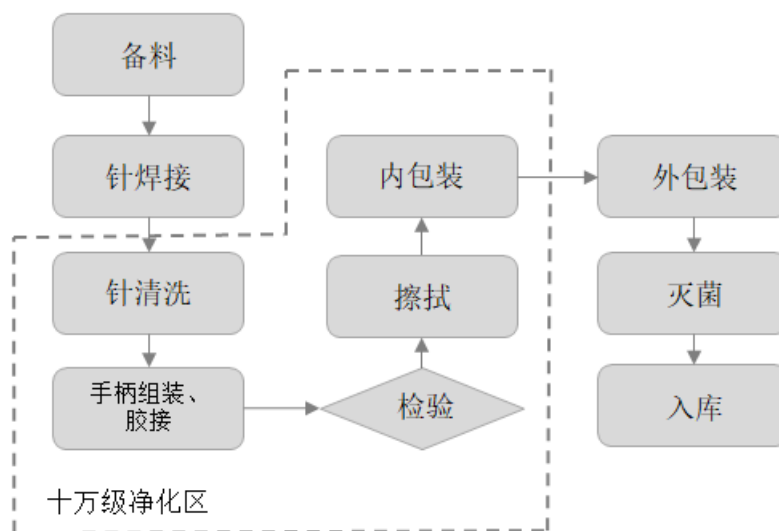 备料
针焊接
针清洗
手柄组装、
胶接
检验
擦拭
内包装
外包装
灭菌
入库
十万级净化区